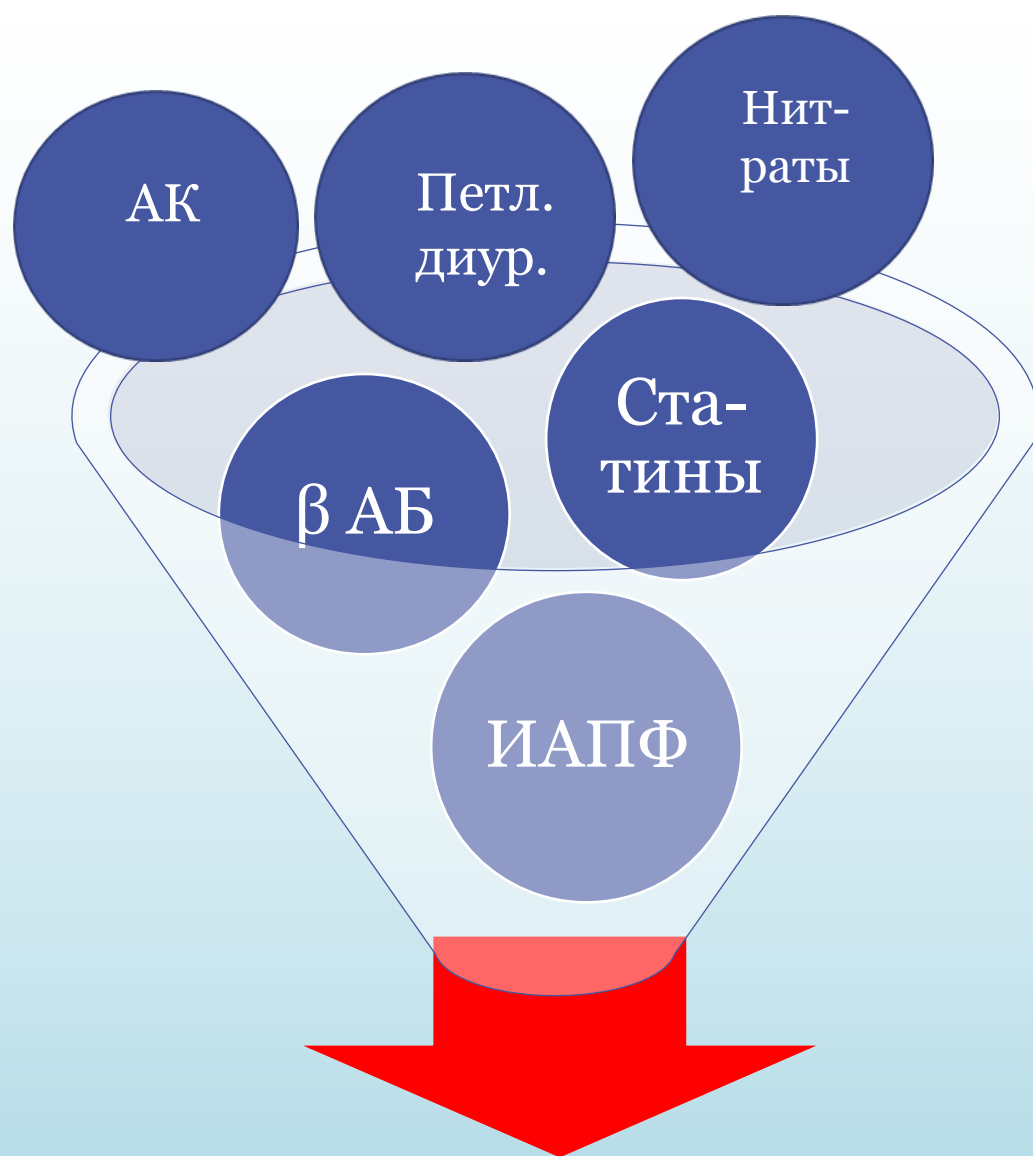 АК
Петл.
диур.
Нит-
раты
β АБ
Ста-
тины
ИАПФ